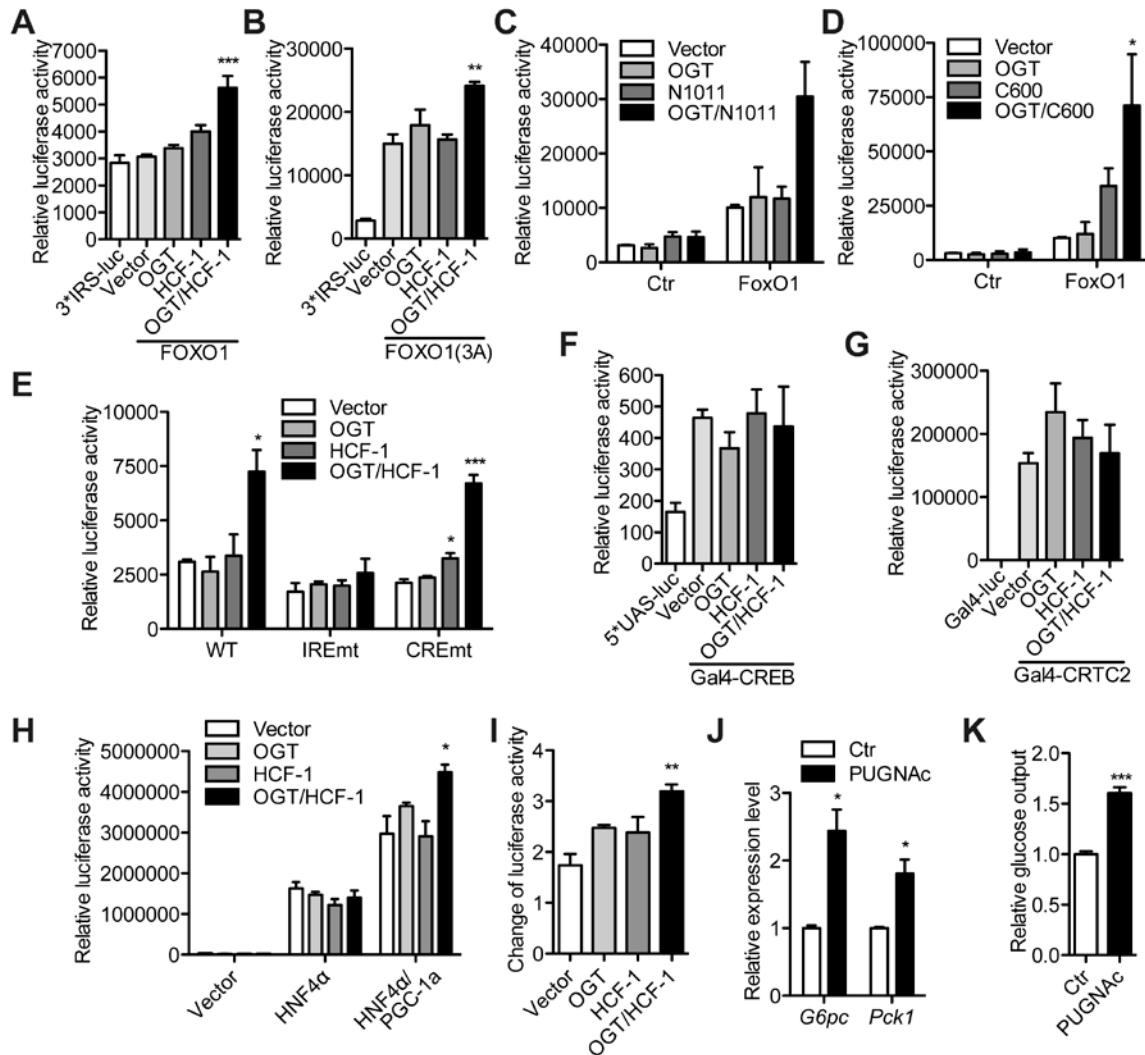 A
Relative luciferase activity
7000
6000
5000
4000
3000
2000
1000
0
***
3*IRS-luc
Vector
OGT
HCF-1
OGT/HCF-1
FOXO1
B
Relative luciferase activity
30000
20000
10000
0
**
3*IRS-luc
Vector
OGT
HCF-1
OGT/HCF-1
FOXO1(3A)
C
Relative luciferase activity
40000
30000
20000
10000
0
Vector
OGT
N1011
OGT/N1011
Ctr
FoxO1
D
Relative luciferase activity
100000
75000
50000
25000
0
Vector
OGT
C600
OGT/C600
*
Ctr
FoxO1
E
Relative luciferase activity
10000
7500
5000
2500
0
Vector
OGT
HCF-1
OGT/HCF-1
*
*
***
WT
IREmt
CREmt
F
Relative luciferase activity
600
500
400
300
200
100
0
5*UAS-luc
Vector
OGT
HCF-1
OGT/HCF-1
Gal4-CREB
G
Relative luciferase activity
300000
200000
100000
0
Gal4-luc
Vector
OGT
HCF-1
OGT/HCF-1
Gal4-CRTC2
H
Relative luciferase activity
5000000
4000000
3000000
2000000
1000000
0
Vector
OGT
HCF-1
OGT/HCF-1
*
Vector
HNF4α
HNF4α/
PGC-1a
I
Change of luciferase activity
4
3
2
1
0
**
Vector
OGT
HCF-1
OGT/HCF-1
J
Relative expression level
3
2
1
0
Ctr
PUGNAc
*
*
G6pc
Pck1
K
Relative glucose output
2.0
1.5
1.0
0.5
0.0
***
Ctr
PUGNAc